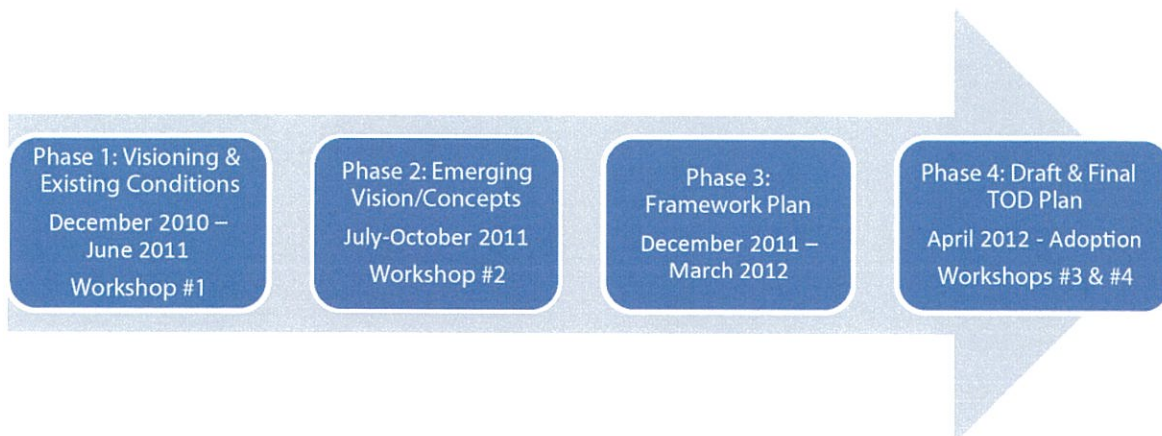 Phase 1: Visioning &
Existing Conditions
December 2010 –
June 2011
Workshop #1
Phase 2: Emerging
Vision/Concepts
July-October 2011
Workshop #2
Phase 3:
Framework Plan
December 2011 –
March 2012
Phase 4: Draft & Final
TOD Plan
April 2012 - Adoption
Workshops #3 & #4